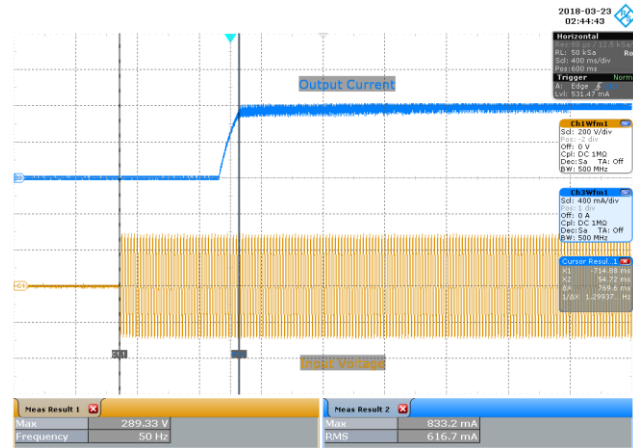 2018-03-23
02:44:43
Horizontal
RL: 50 kSa
Scl: 400 ms/div
Pos:600 ms
Trigger Norm
A: Edge
Lvl: 531.47 mA
Output Current
Ch1Wfm1
Scl: 200 V/div
Pos: -2 div
Off: 0 V
Cpl: DC 1MΩ
Dec:Sa TA: Off
BW: 500 MHz
Ch3Wfm1
Scl: 400 mA/div
Pos: 1 div
Off: 0 A
Cpl: DC 1MΩ
Dec:Sa TA: Off
BW: 500 MHz
Cursor Resul...1
X1 -714.88 ms
X2 54.72 ms
ΔX 769.6 ms
1/ΔX 1.29937... Hz
C1
Input Voltage
Meas Result 1
Max 289.33 V
Frequency 50 Hz
Meas Result 2
Max 833.2 mA
RMS 616.7 mA